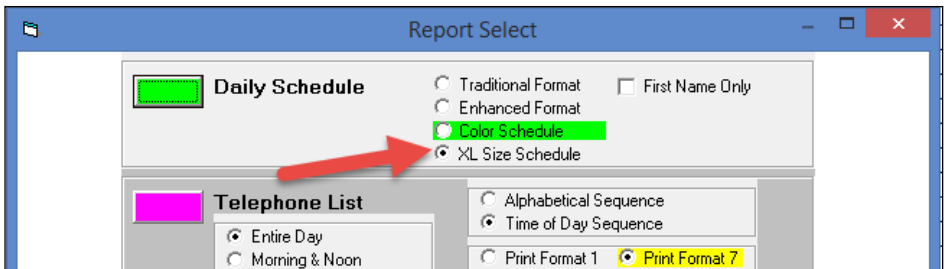 Report Select
Daily Schedule
Traditional Format
First Name Only
Enhanced Format
Color Schedule
XL Size Schedule
Telephone List
Alphabetical Sequence
Time of Day Sequence
Entire Day
Morning & Noon
Print Format 1
Print Format 7